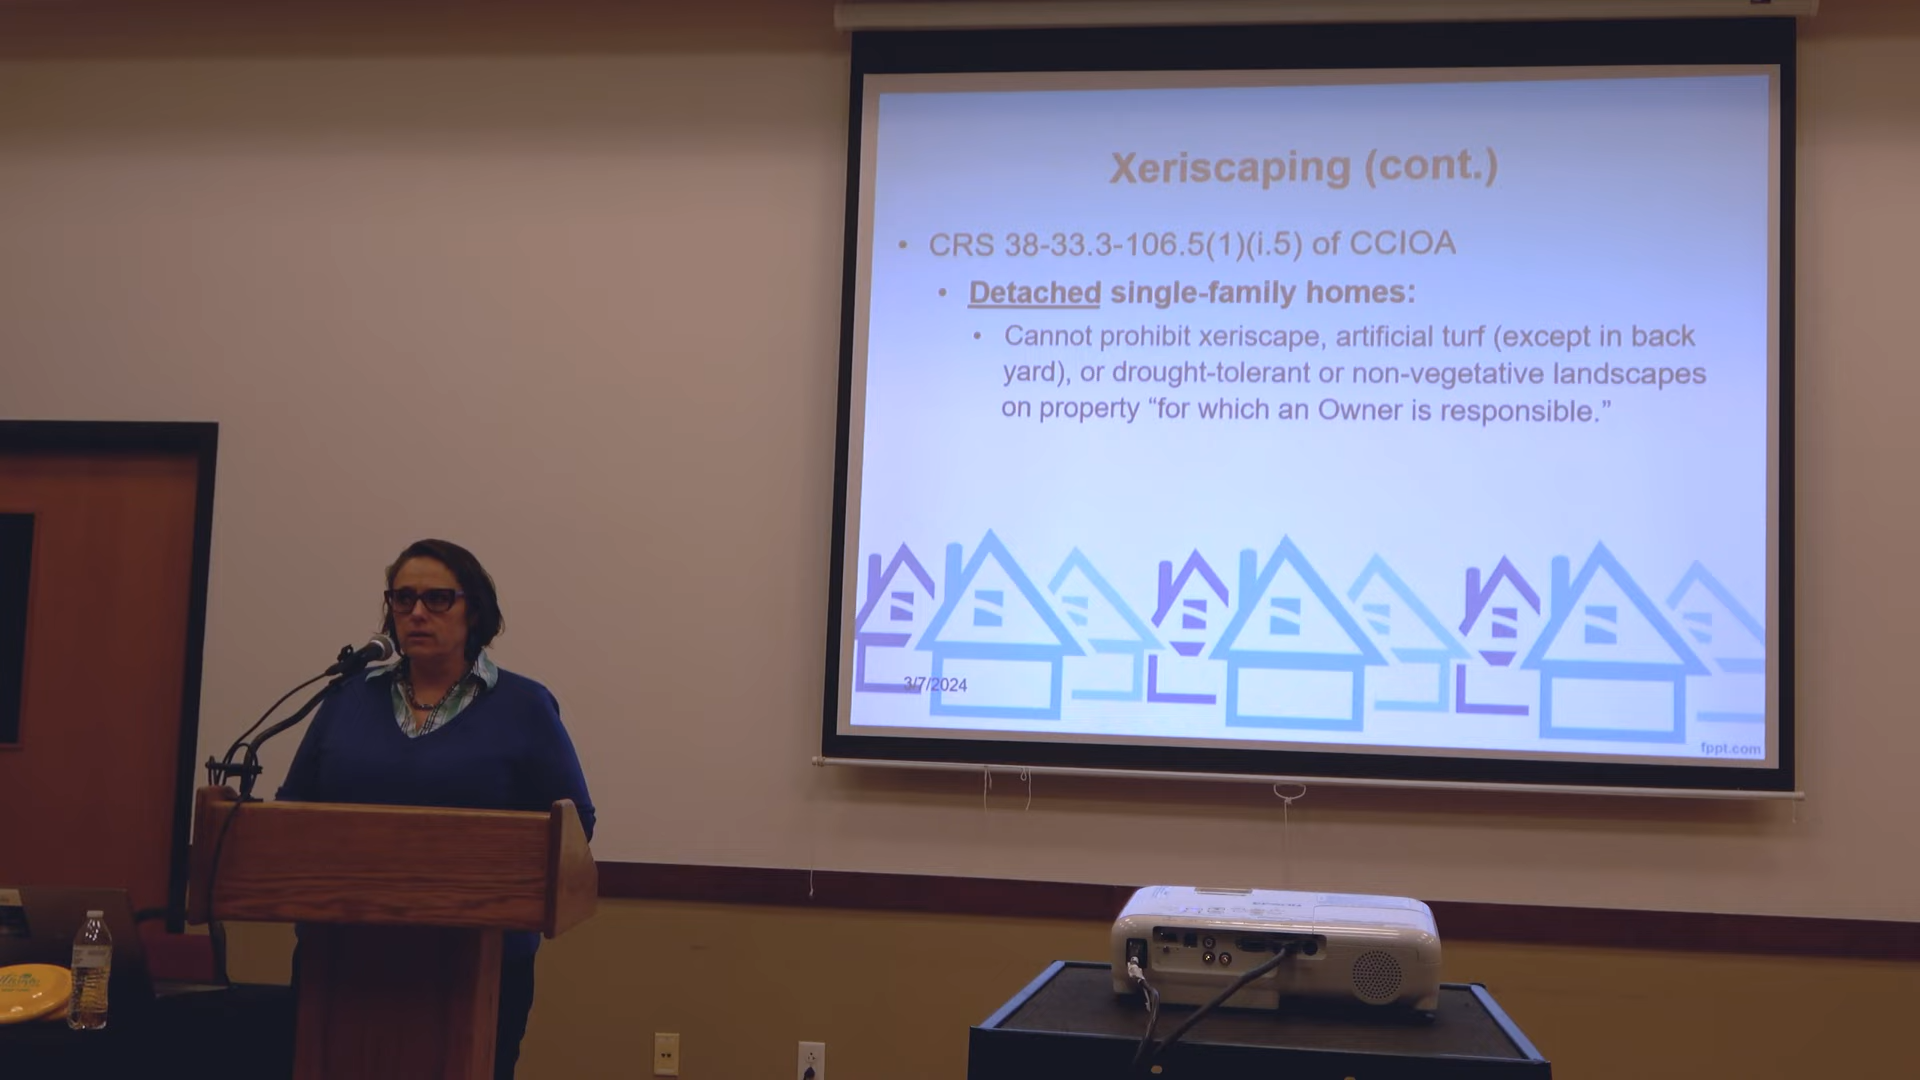 Xeriscaping (cont.)
• CRS 38-33.3-106.5(1)(i.5) of CCIOA
• Detached single-family homes:
• Cannot prohibit xeriscape, artificial turf (except in back
yard), or drought-tolerant or non-vegetative landscapes
on property “for which an Owner is responsible.”
3/7/2024
fppt.com